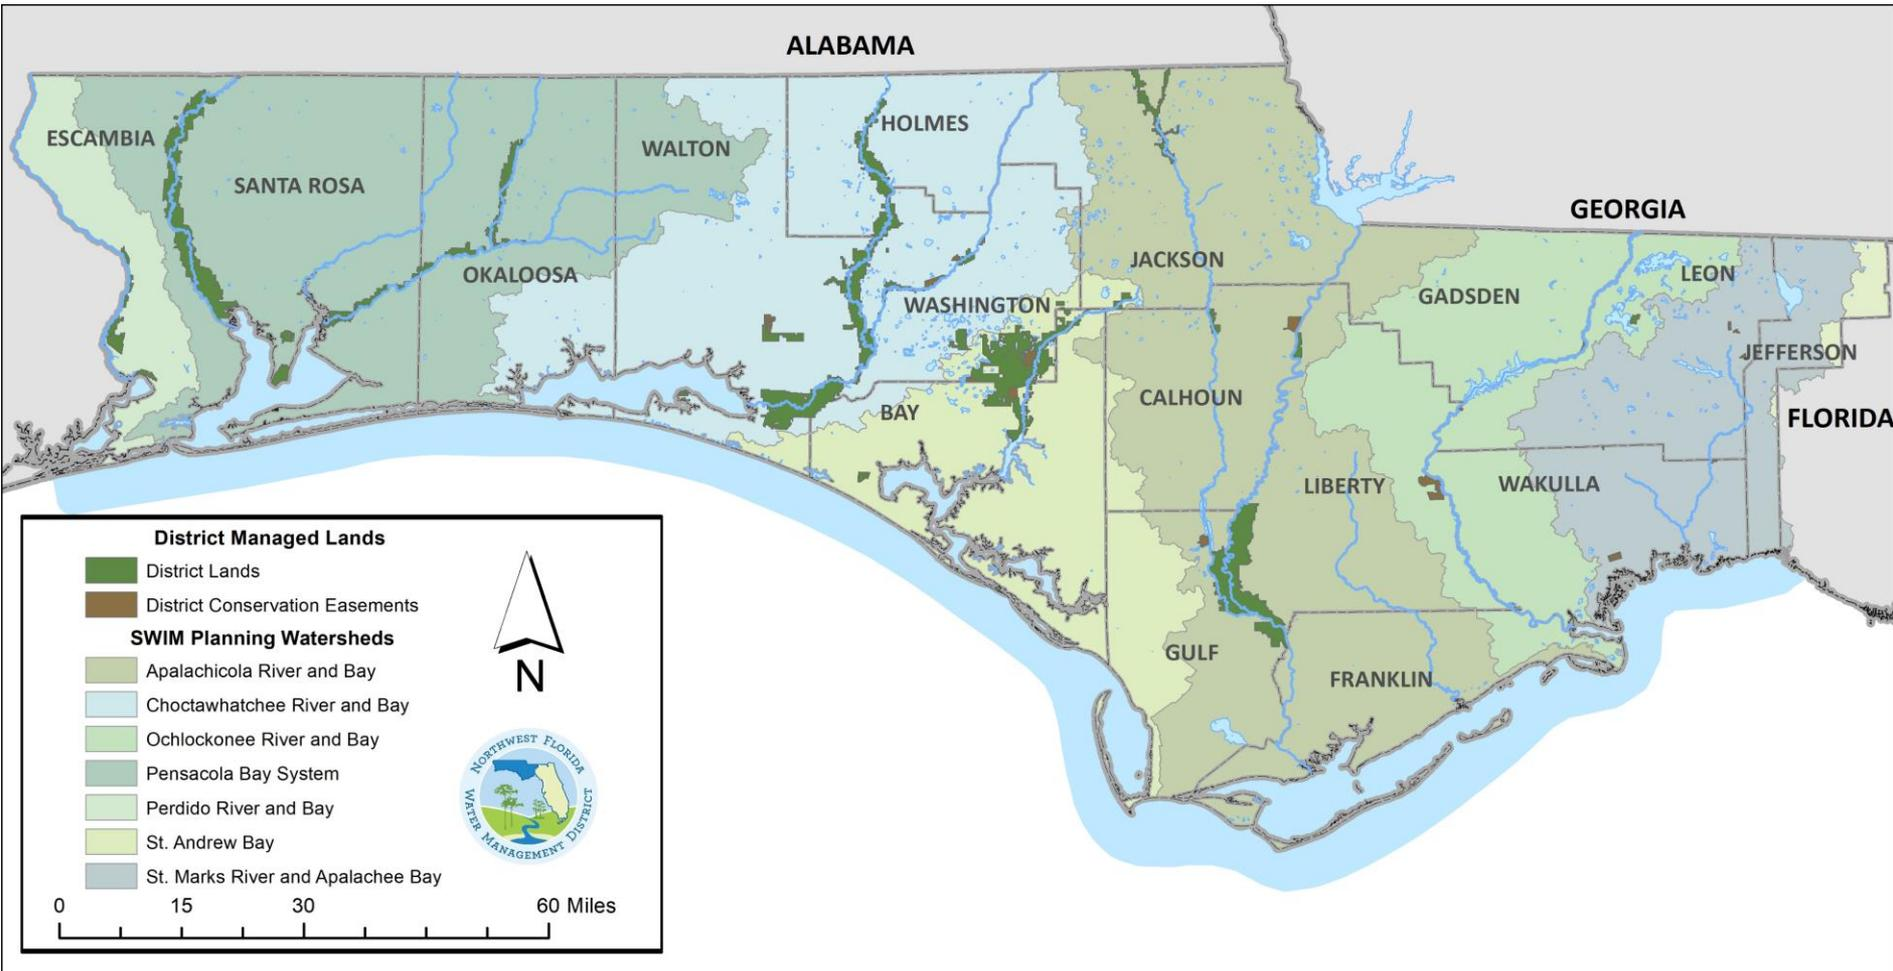 ALABAMA
HOLMES
ESCAMBIA
WALTON
SANTA ROSA
GEORGIA
JACKSON
OKALOOSA
LEON
GADSDEN
WASHINGTON
JEFFERSON
CALHOUN
BAY
FLORIDA
LIBERTY
WAKULLA
GULF
FRANKLIN
District Managed Lands
District Lands
District Conservation Easements
SWIM Planning Watersheds
Apalachicola River and Bay
Choctawhatchee River and Bay
Ochlockonee River and Bay
Pensacola Bay System
Perdido River and Bay
St. Andrew Bay
St. Marks River and Apalachee Bay
0 15 30 60 Miles
N
NORTHWEST FLORIDA
WATER MANAGEMENT DISTRICT